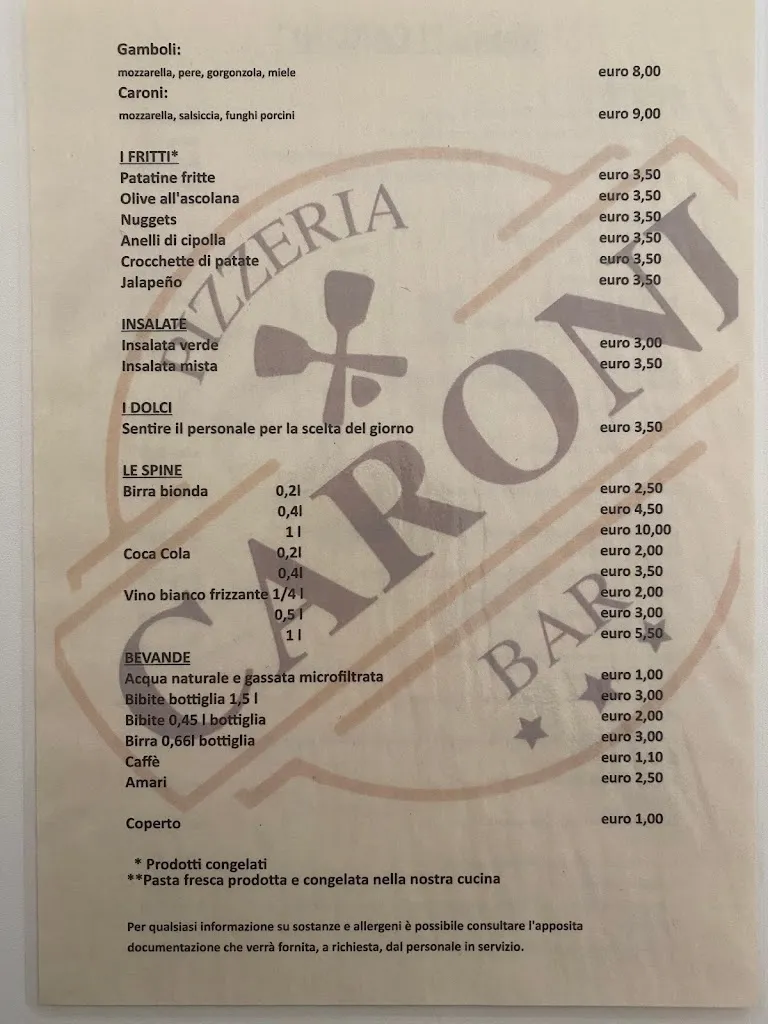 Gamboli:
mozzarella, pere, gorgonzola, miele euro 8,00
Caroni:
mozzarella, salsiccia, funghi porcini euro 9,00
I FRITTI*
Patatine fritte euro 3,50
Olive all'ascolana euro 3,50
Nuggets euro 3,50
Anelli di cipolla euro 3,50
Crocchette di patate euro 3,50
Jalapeño euro 3,50
INSALATE
Insalata verde euro 3,00
Insalata mista euro 3,50
I DOLCI
Sentire il personale per la scelta del giorno euro 3,50
LE SPINE
Birra bionda 0,2l euro 2,50
0,4l euro 4,50
1 l euro 10,00
Coca Cola 0,2l euro 2,00
0,4l euro 3,50
Vino bianco frizzante 1/4 l euro 2,00
0,5 l euro 3,00
1 l euro 5,50
BEVANDE
Acqua naturale e gassata microfiltrata euro 1,00
Bibite bottiglia 1,5 l euro 3,00
Bibite 0,45 l bottiglia euro 2,00
Birra 0,66l bottiglia euro 3,00
Caffè euro 1,10
Amari euro 2,50
Coperto euro 1,00
* Prodotti congelati
**Pasta fresca prodotta e congelata nella nostra cucina
Per qualsiasi informazione su sostanze e allergeni è possibile consultare l'apposita
documentazione che verrà fornita, a richiesta, dal personale in servizio.
PIZZERIA
CARONI
BAR